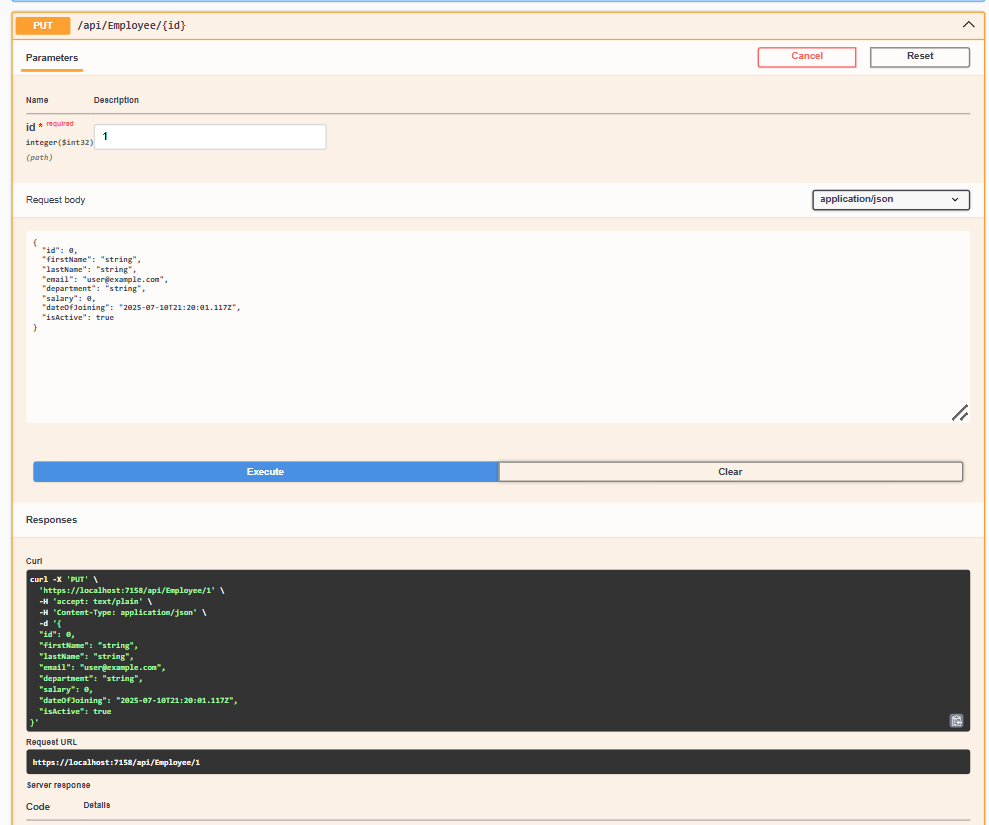 PUT /api/Employee/{id}
Parameters
Cancel
Reset
Name Description
id * required
integer($int32)
(path)
1
Request body
application/json
{
  "id": 0,
  "firstName": "string",
  "lastName": "string",
  "email": "user@example.com",
  "department": "string",
  "salary": 0,
  "dateOfJoining": "2025-07-10T21:20:01.117Z",
  "isActive": true
}
Execute
Clear
Responses
Curl
curl -X 'PUT' \
  'https://localhost:7158/api/Employee/1' \
  -H 'accept: text/plain' \
  -H 'Content-Type: application/json' \
  -d '{
  "id": 0,
  "firstName": "string",
  "lastName": "string",
  "email": "user@example.com",
  "department": "string",
  "salary": 0,
  "dateOfJoining": "2025-07-10T21:20:01.117Z",
  "isActive": true
}'
Request URL
https://localhost:7158/api/Employee/1
Server response
Code Details